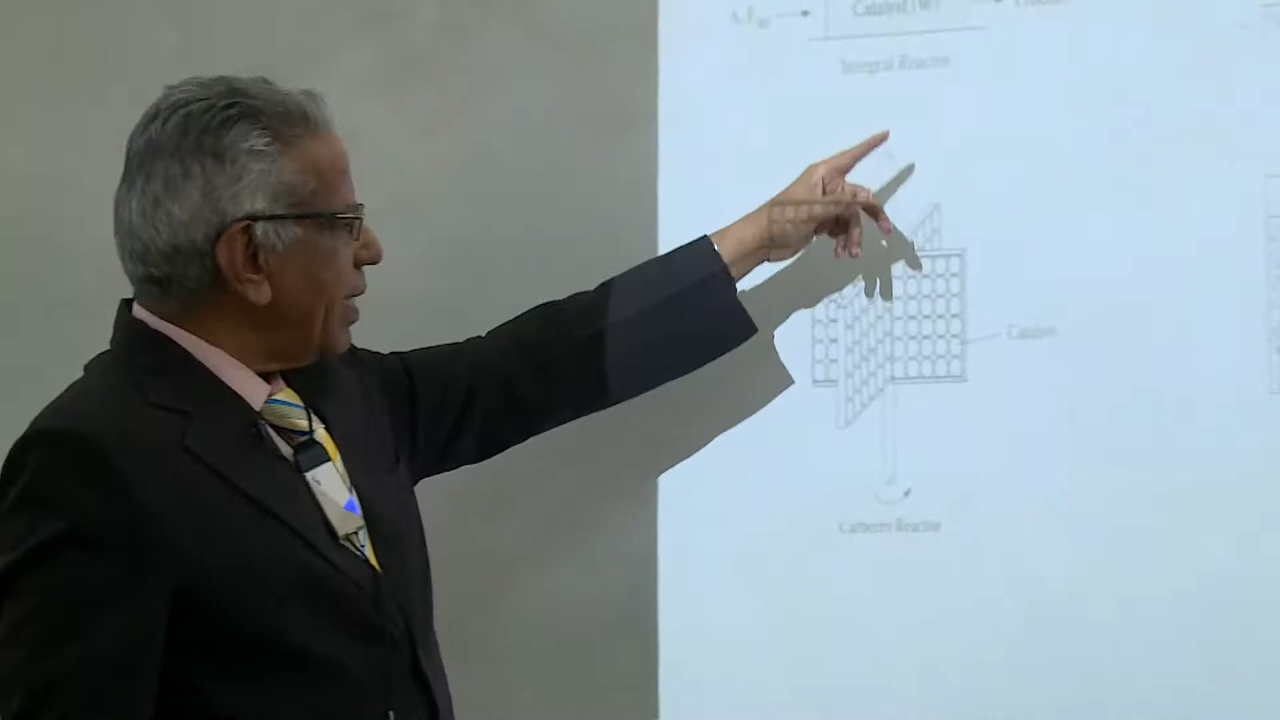 Catalyst (W)
Integral Reactor
Catalyst
Carberry Reactor